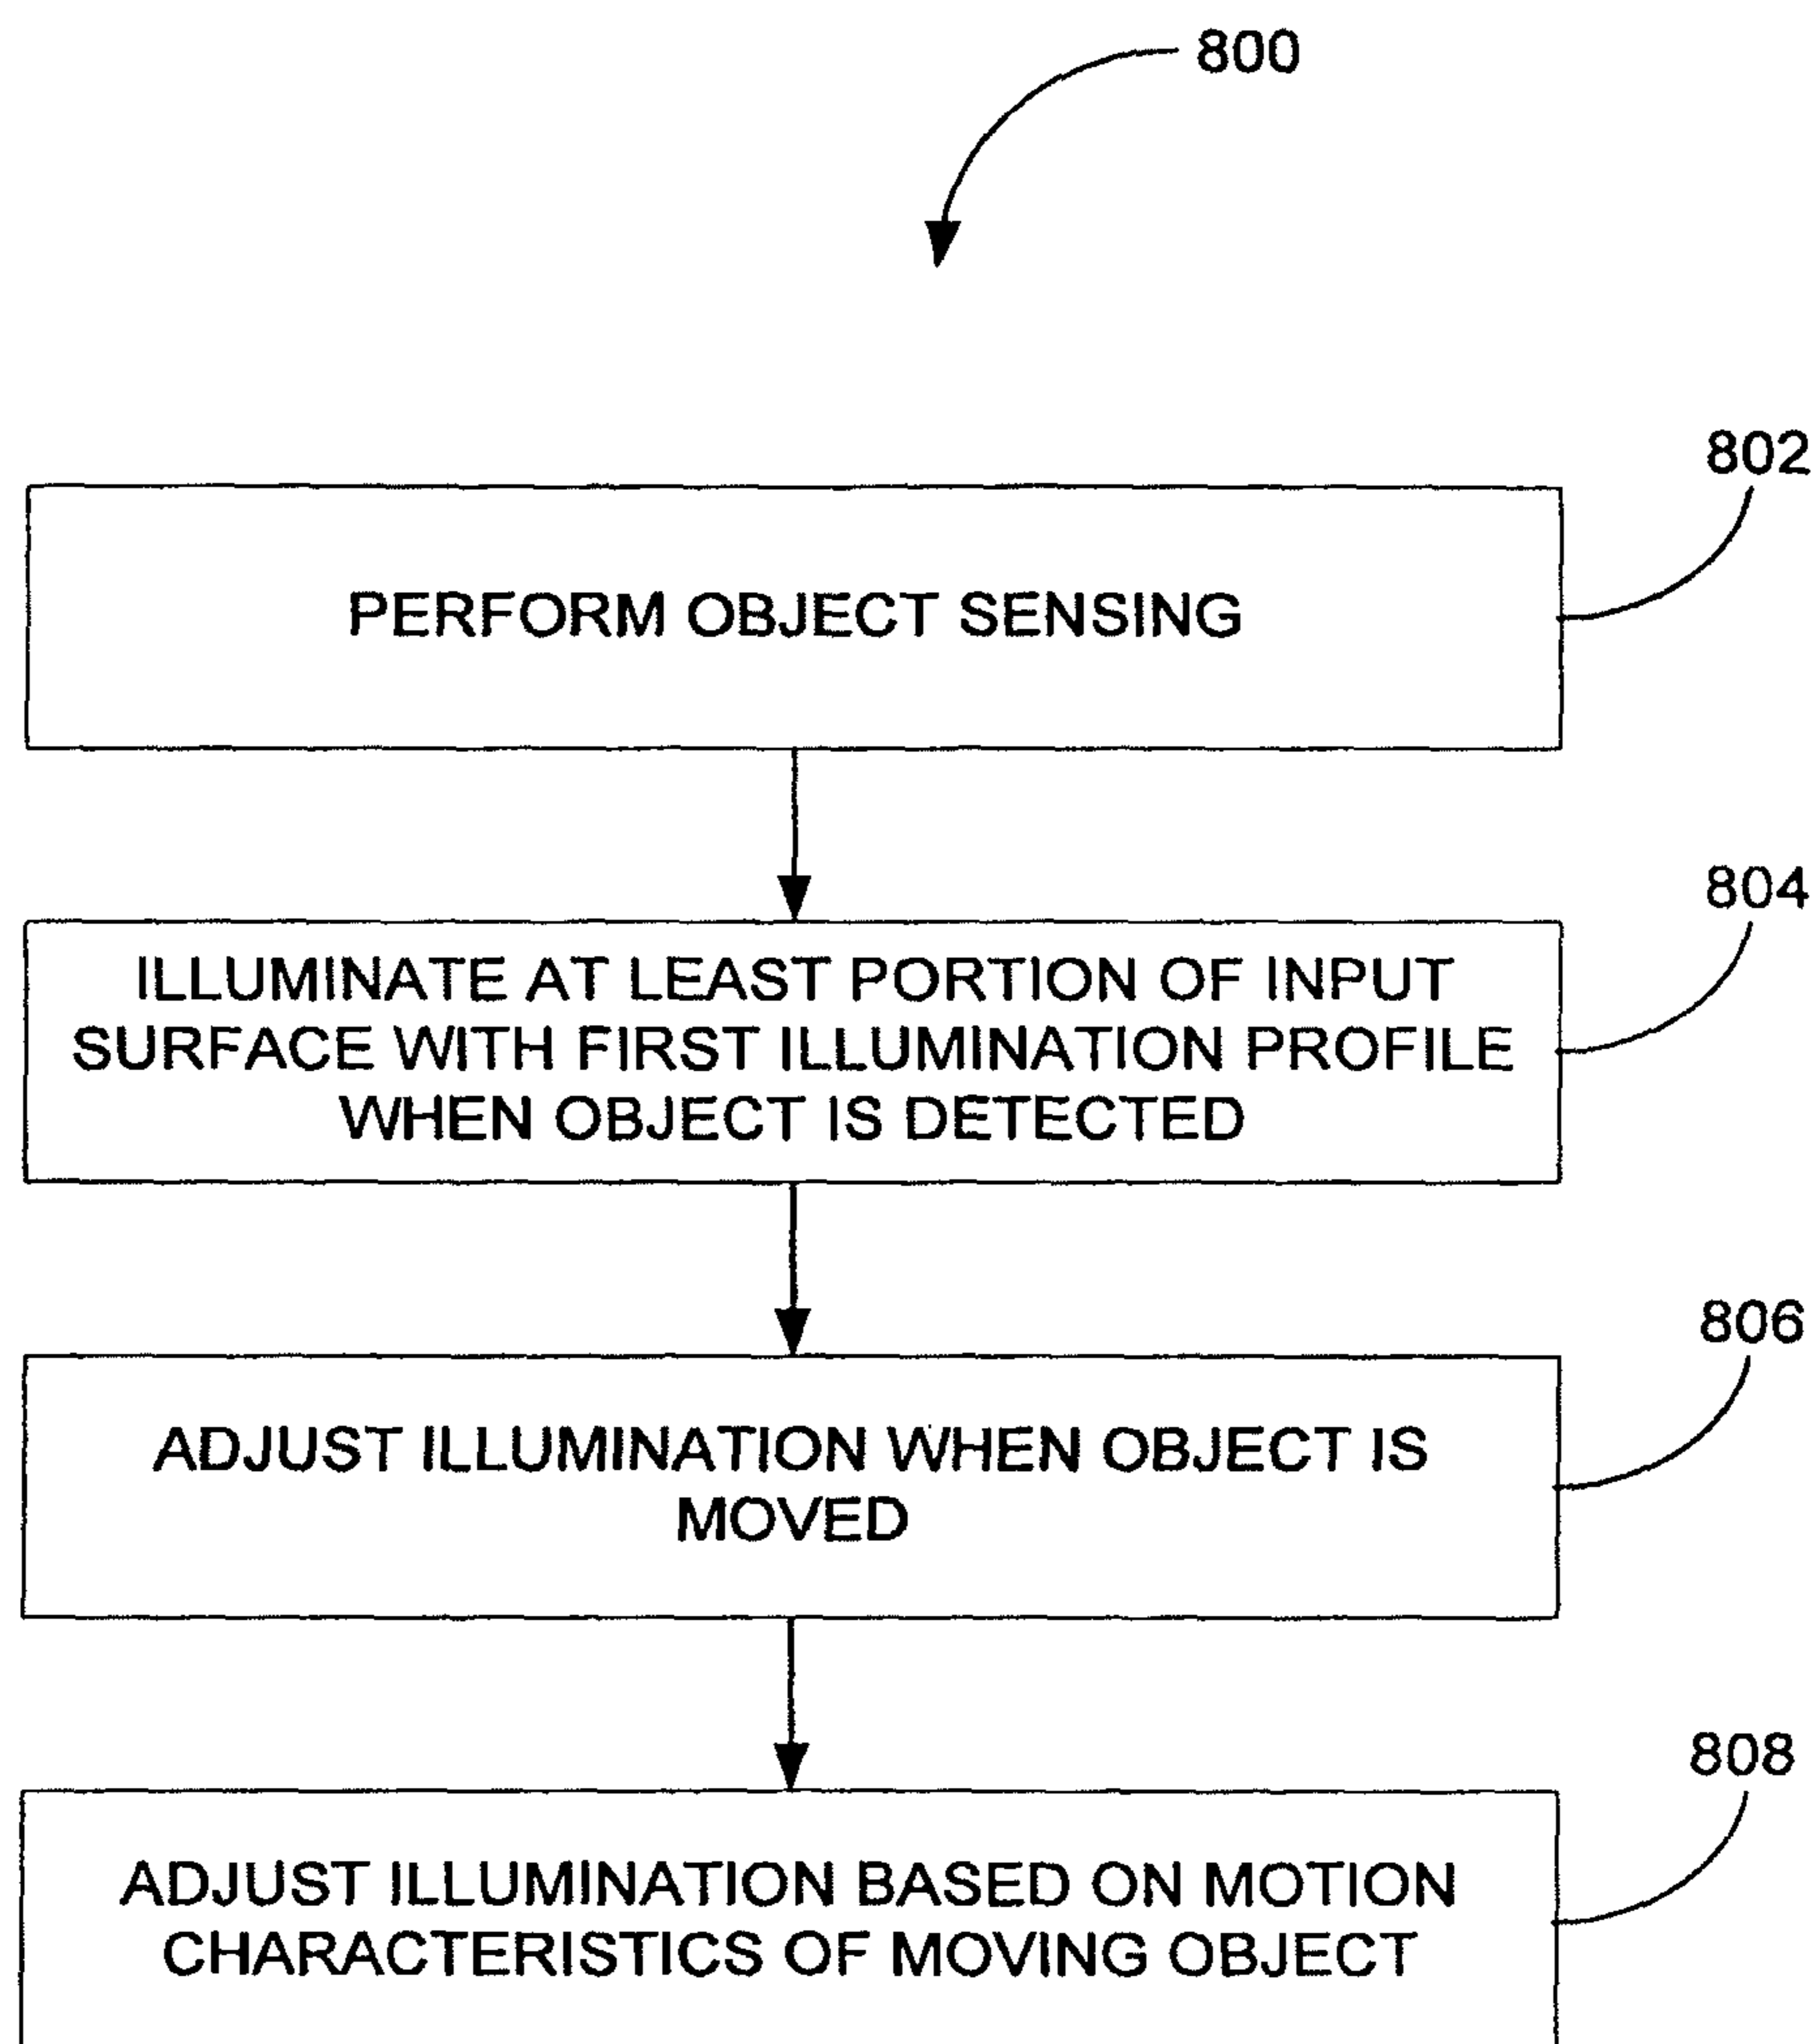 800
802
PERFORM OBJECT SENSING
804
ILLUMINATE AT LEAST PORTION OF INPUT
SURFACE WITH FIRST ILLUMINATION PROFILE
WHEN OBJECT IS DETECTED
806
ADJUST ILLUMINATION WHEN OBJECT IS
MOVED
808
ADJUST ILLUMINATION BASED ON MOTION
CHARACTERISTICS OF MOVING OBJECT